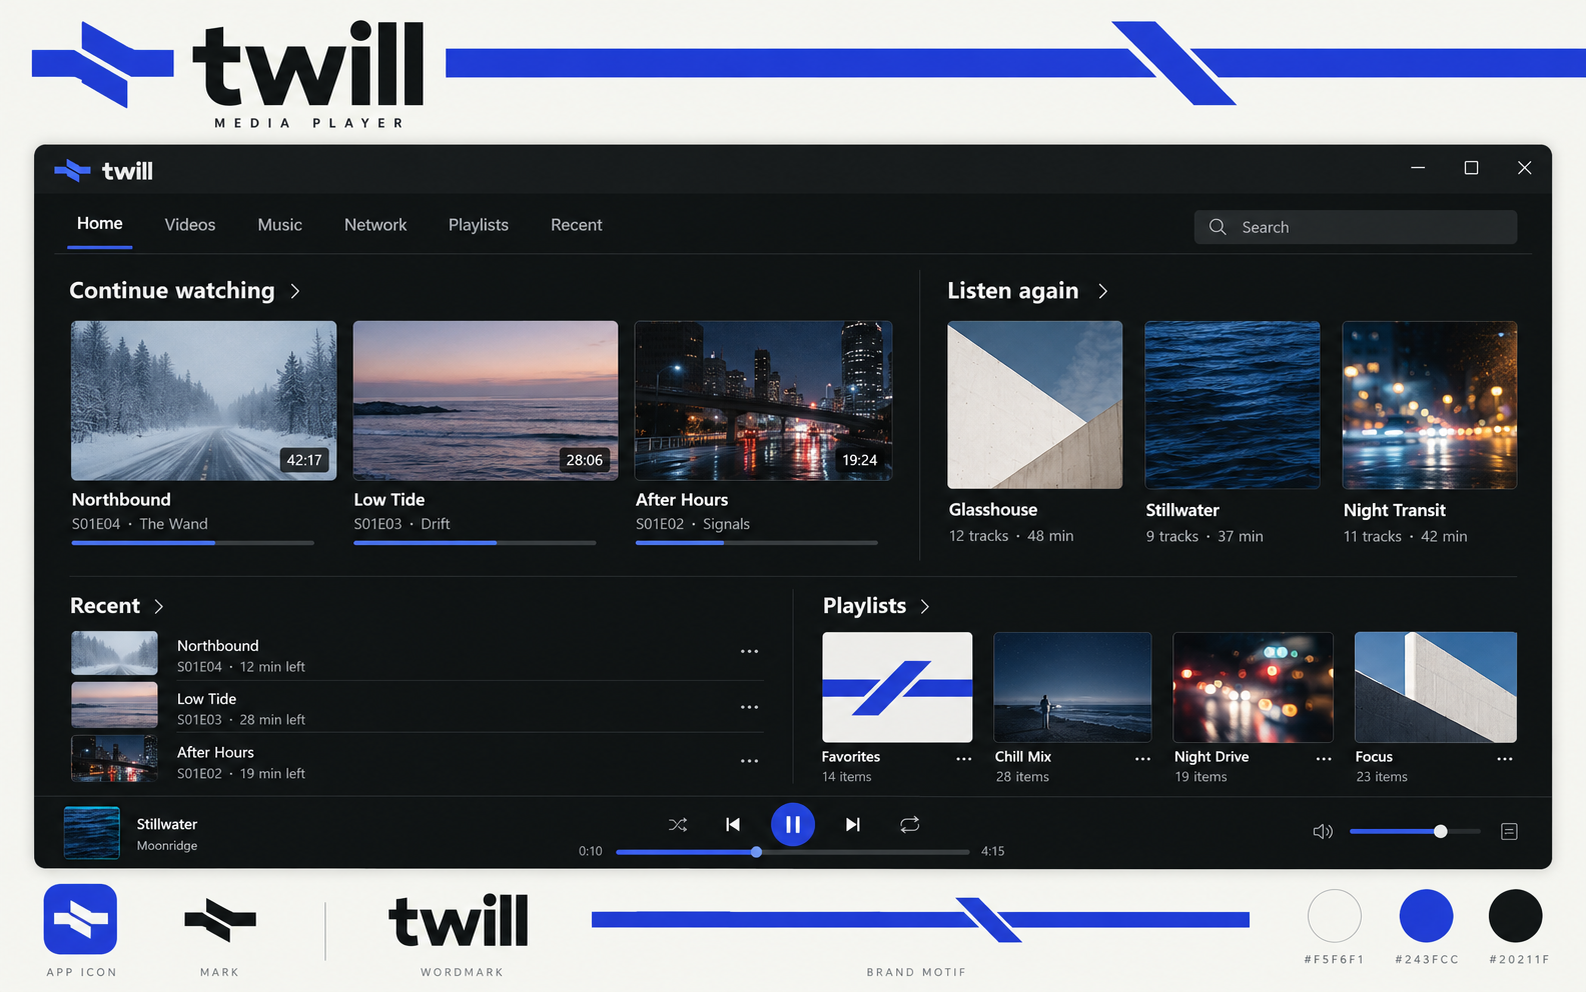 twill
MEDIA PLAYER
twill
Home
Videos
Music
Network
Playlists
Recent
Search
Continue watching
Listen again
42:17
28:06
19:24
Northbound
S01E04 · The Wand
Low Tide
S01E03 · Drift
After Hours
S01E02 · Signals
Glasshouse
12 tracks · 48 min
Stillwater
9 tracks · 37 min
Night Transit
11 tracks · 42 min
Recent
Northbound
S01E04 · 12 min left
Low Tide
S01E03 · 28 min left
After Hours
S01E02 · 19 min left
Playlists
Favorites
14 items
Chill Mix
28 items
Night Drive
19 items
Focus
23 items
Stillwater
Moonridge
0:10
4:15
APP ICON
MARK
twill
WORDMARK
BRAND MOTIF
#F5F6F1
#243FCC
#20211F